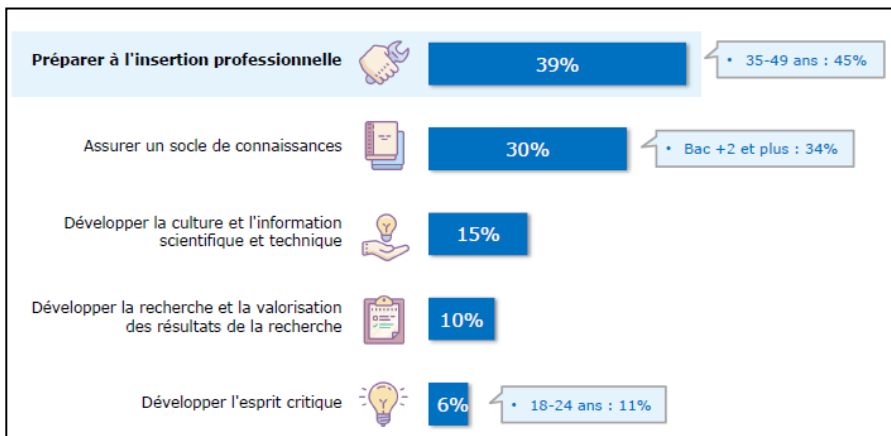 Préparer à l'insertion professionnelle
39%
• 35-49 ans : 45%
Assurer un socle de connaissances
30%
• Bac +2 et plus : 34%
Développer la culture et l'information
scientifique et technique
15%
Développer la recherche et la valorisation
des résultats de la recherche
10%
Développer l'esprit critique
6%
• 18-24 ans : 11%